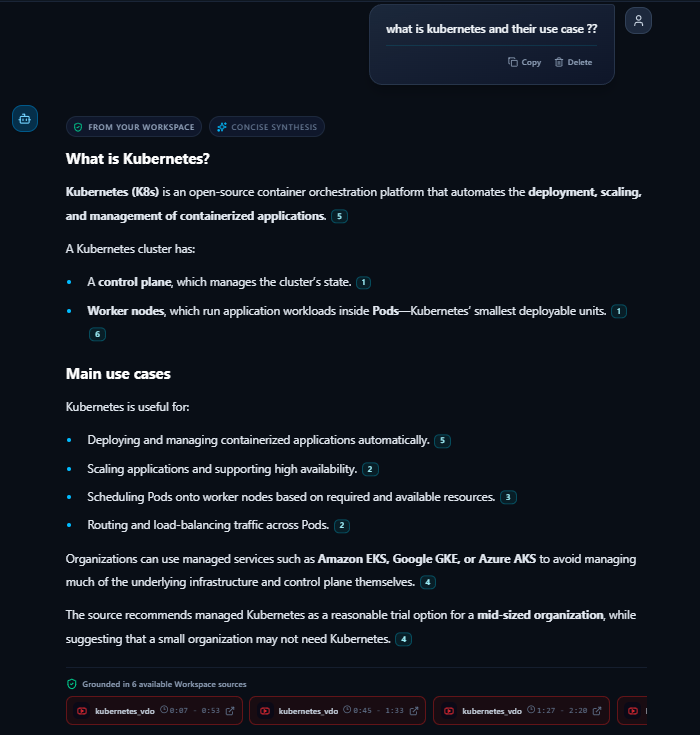 what is kubernetes and their use case ??
Copy Delete
FROM YOUR WORKSPACE CONCISE SYNTHESIS
What is Kubernetes?
Kubernetes (K8s) is an open-source container orchestration platform that automates the deployment, scaling,
and management of containerized applications. 5
A Kubernetes cluster has:
• A control plane, which manages the cluster's state. 1
• Worker nodes, which run application workloads inside Pods—Kubernetes' smallest deployable units. 1
6
Main use cases
Kubernetes is useful for:
• Deploying and managing containerized applications automatically. 5
• Scaling applications and supporting high availability. 2
• Scheduling Pods onto worker nodes based on required and available resources. 3
• Routing and load-balancing traffic across Pods. 2
Organizations can use managed services such as Amazon EKS, Google GKE, or Azure AKS to avoid managing
much of the underlying infrastructure and control plane themselves. 4
The source recommends managed Kubernetes as a reasonable trial option for a mid-sized organization, while
suggesting that a small organization may not need Kubernetes. 4
Grounded in 6 available Workspace sources
kubernetes_vdo 0:07 - 0:53 kubernetes_vdo 0:45 - 1:33 kubernetes_vdo 1:27 - 2:20